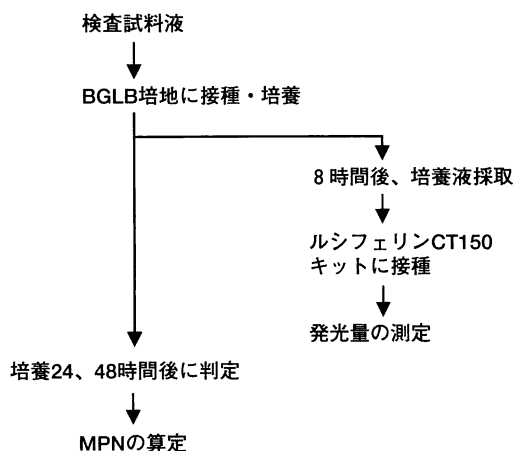 検査試料液
BGLB培地に接種・培養
8時間後、培養液採取
ルシフェリンCT150
キットに接種
発光量の測定
培養24、48時間後に判定
MPNの算定